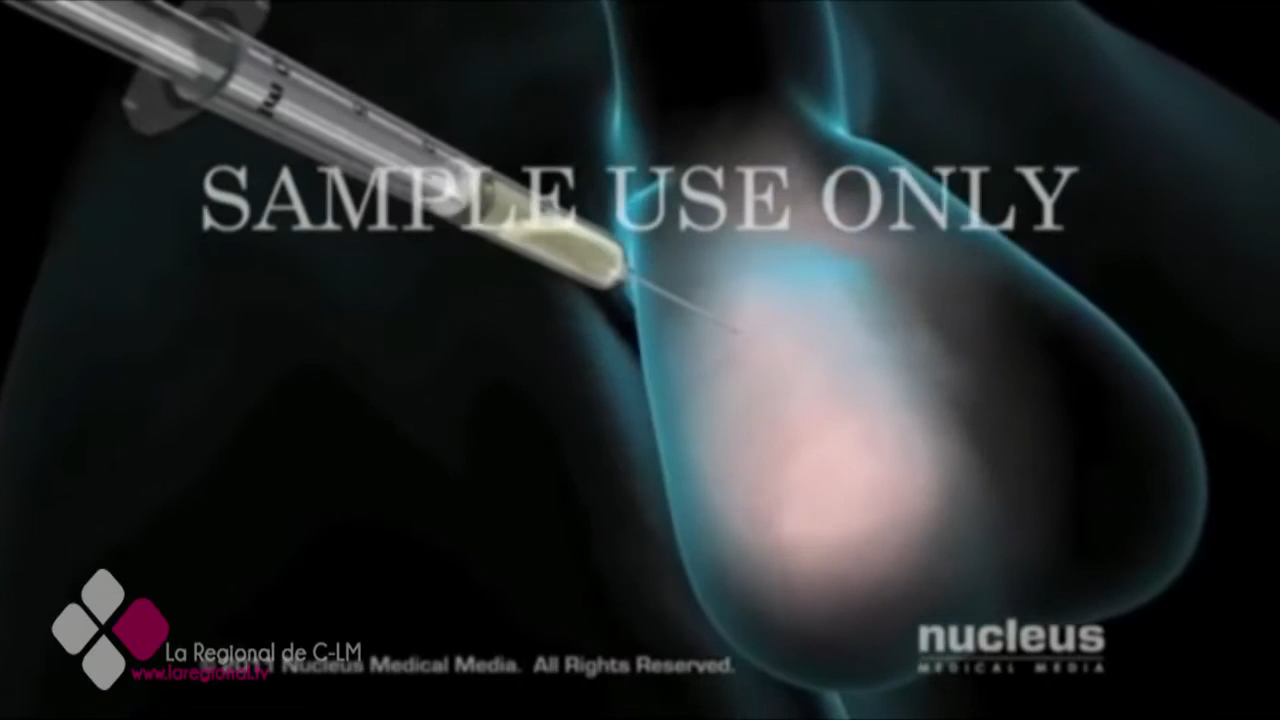 SAMPLE USE ONLY
La Regional de C-LM
www.laregional.tv
Nucleus Medical Media. All Rights Reserved.
nucleus
MEDICAL MEDIA